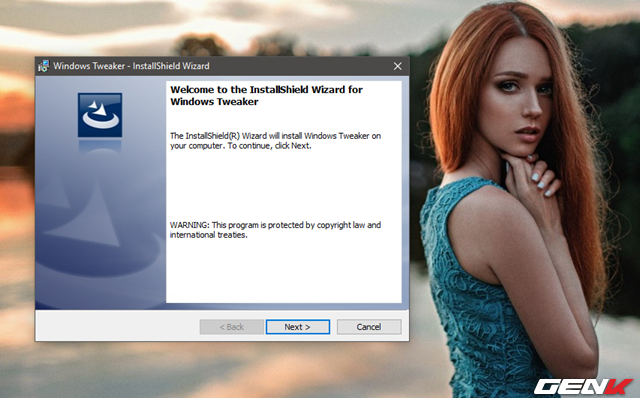 Windows Tweaker - InstallShield Wizard
Welcome to the InstallShield Wizard for
Windows Tweaker
The InstallShield(R) Wizard will install Windows Tweaker on
your computer. To continue, click Next.
WARNING: This program is protected by copyright law and
international treaties.
< Back
Next >
Cancel
GENK